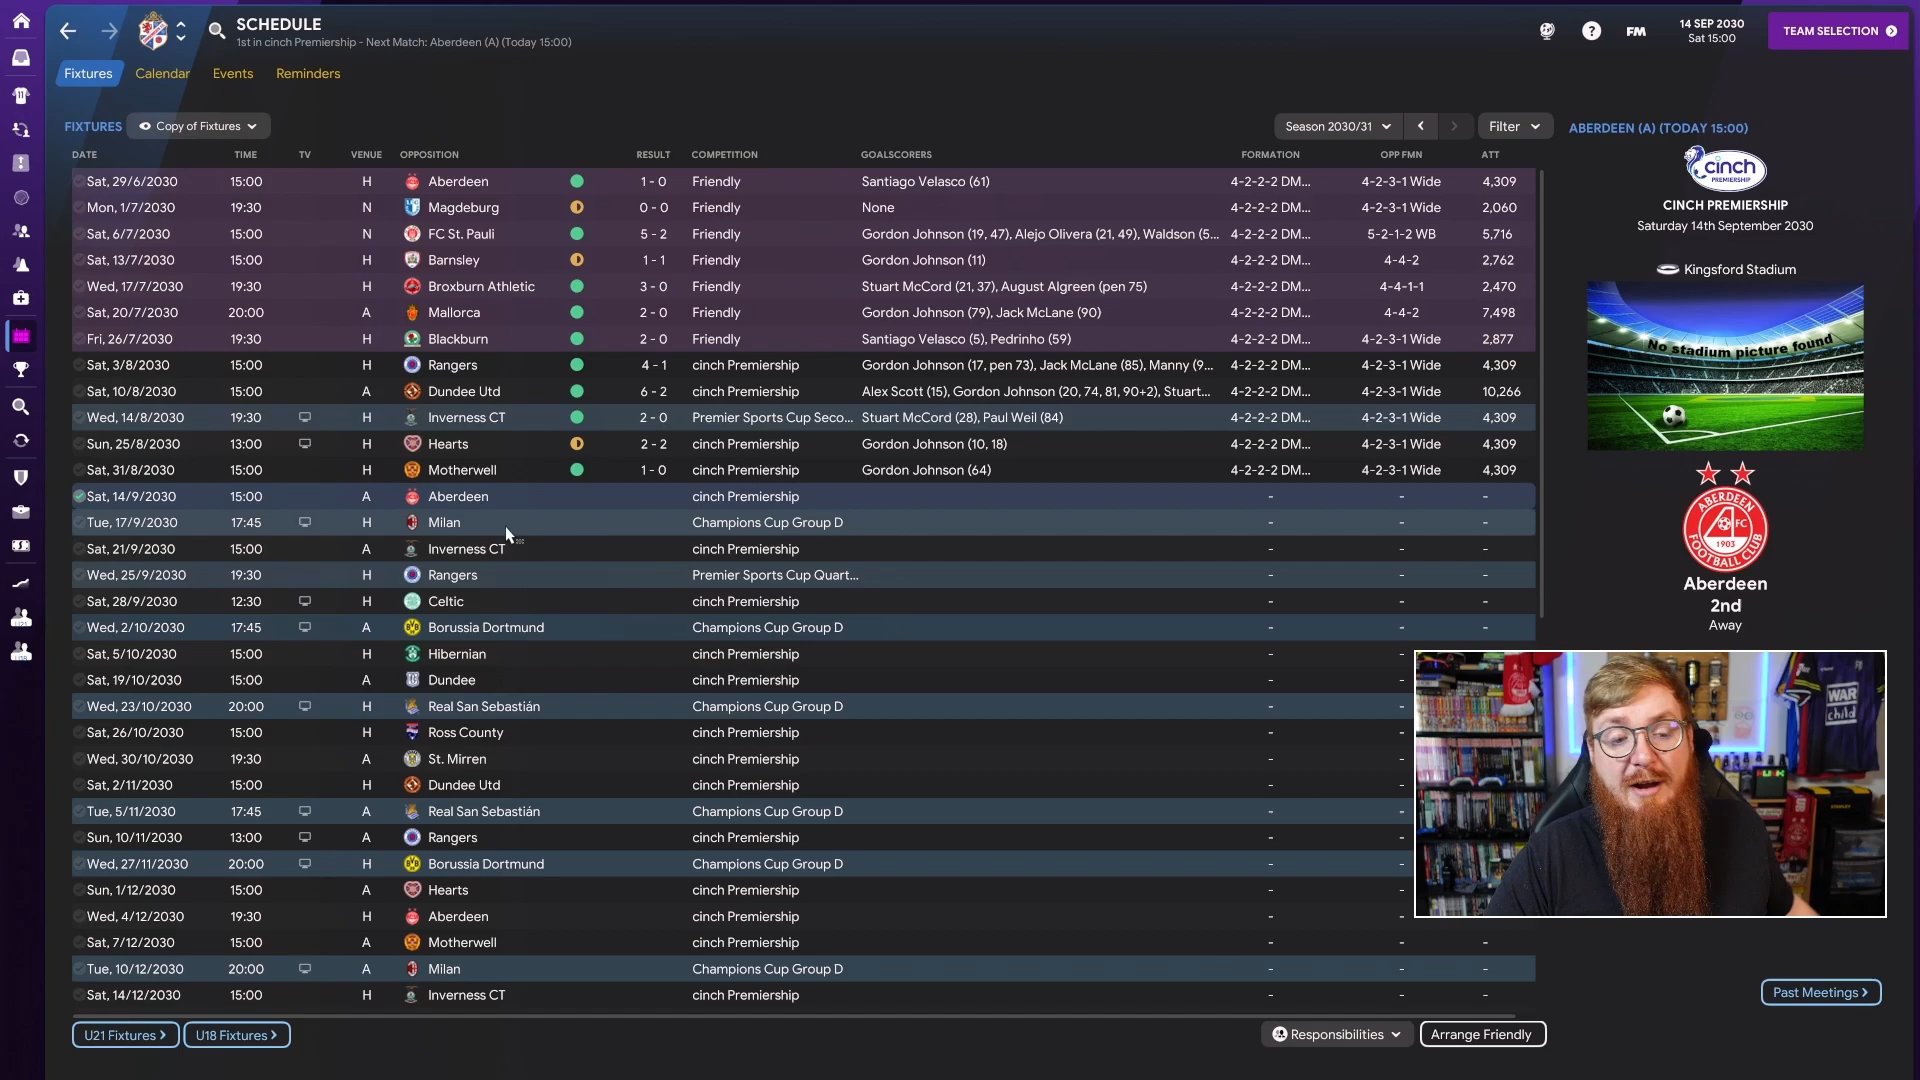 SCHEDULE
1st in cinch Premiership - Next Match: Aberdeen (A) (Today 15:00)
FM
14 SEP 2030
Sat 15:00
TEAM SELECTION
Fixtures Calendar Events Reminders
FIXTURES Copy of Fixtures Season 2030/31 Filter
DATE TIME TV VENUE OPPOSITION RESULT COMPETITION GOALSCORERS FORMATION OPP FMN ATT
Sat, 29/6/2030 15:00 H Aberdeen 1 - 0 Friendly Santiago Velasco (61) 4-2-2-2 DM... 4-2-3-1 Wide 4,309
Mon, 1/7/2030 19:30 N Magdeburg 0 - 0 Friendly None 4-2-2-2 DM... 4-2-3-1 Wide 2,060
Sat, 6/7/2030 15:00 N FC St. Pauli 5 - 2 Friendly Gordon Johnson (19, 47), Alejo Olivera (21, 49), Waldson (5... 4-2-2-2 DM... 5-2-1-2 WB 5,716
Sat, 13/7/2030 15:00 H Barnsley 1 - 1 Friendly Gordon Johnson (11) 4-2-2-2 DM... 4-4-2 2,762
Wed, 17/7/2030 19:30 H Broxburn Athletic 3 - 0 Friendly Stuart McCord (21, 37), August Algreen (pen 75) 4-2-2-2 DM... 4-4-1-1 2,470
Sat, 20/7/2030 20:00 A Mallorca 2 - 0 Friendly Gordon Johnson (79), Jack McLane (90) 4-2-2-2 DM... 4-4-2 7,498
Fri, 26/7/2030 19:30 H Blackburn 2 - 0 Friendly Santiago Velasco (5), Pedrinho (59) 4-2-2-2 DM... 4-2-3-1 Wide 2,877
Sat, 3/8/2030 15:00 H Rangers 4 - 1 cinch Premiership Gordon Johnson (17, pen 73), Jack McLane (85), Manny (9... 4-2-2-2 DM... 4-2-3-1 Wide 4,309
Sat, 10/8/2030 15:00 A Dundee Utd 6 - 2 cinch Premiership Alex Scott (15), Gordon Johnson (20, 74, 81, 90+2), Stuart... 4-2-2-2 DM... 4-2-3-1 Wide 10,266
Wed, 14/8/2030 19:30 H Inverness CT 2 - 0 Premier Sports Cup Seco... Stuart McCord (28), Paul Weil (84) 4-2-2-2 DM... 4-2-3-1 Wide 4,309
Sun, 25/8/2030 13:00 H Hearts 2 - 2 cinch Premiership Gordon Johnson (10, 18) 4-2-2-2 DM... 4-2-3-1 Wide 4,309
Sat, 31/8/2030 15:00 H Motherwell 1 - 0 cinch Premiership Gordon Johnson (64) 4-2-2-2 DM... 4-2-3-1 Wide 4,309
Sat, 14/9/2030 15:00 A Aberdeen cinch Premiership - - -
Tue, 17/9/2030 17:45 H Milan Champions Cup Group D - - -
Sat, 21/9/2030 15:00 A Inverness CT cinch Premiership - - -
Wed, 25/9/2030 19:30 H Rangers Premier Sports Cup Quart... - - -
Sat, 28/9/2030 12:30 H Celtic cinch Premiership - - -
Wed, 2/10/2030 17:45 A Borussia Dortmund Champions Cup Group D - - -
Sat, 5/10/2030 15:00 H Hibernian cinch Premiership - -
Sat, 19/10/2030 15:00 A Dundee cinch Premiership - -
Wed, 23/10/2030 20:00 H Real San Sebastián Champions Cup Group D - -
Sat, 26/10/2030 15:00 H Ross County cinch Premiership - -
Wed, 30/10/2030 19:30 A St. Mirren cinch Premiership - -
Sat, 2/11/2030 15:00 H Dundee Utd cinch Premiership - -
Tue, 5/11/2030 17:45 A Real San Sebastián Champions Cup Group D - -
Sun, 10/11/2030 13:00 A Rangers cinch Premiership - -
Wed, 27/11/2030 20:00 H Borussia Dortmund Champions Cup Group D - -
Sun, 1/12/2030 15:00 A Hearts cinch Premiership - -
Wed, 4/12/2030 19:30 H Aberdeen cinch Premiership - -
Sat, 7/12/2030 15:00 A Motherwell cinch Premiership - - -
Tue, 10/12/2030 20:00 A Milan Champions Cup Group D - - -
Sat, 14/12/2030 15:00 H Inverness CT cinch Premiership - - -
U21 Fixtures U18 Fixtures Responsibilities Arrange Friendly
ABERDEEN (A) (TODAY 15:00)
cinch
PREMIERSHIP
CINCH PREMIERSHIP
Saturday 14th September 2030
Kingsford Stadium
No stadium picture found
ABERDEEN
FC
1903
FOOTBALL CLUB
Aberdeen
2nd
Away
WAR
child
Past Meetings